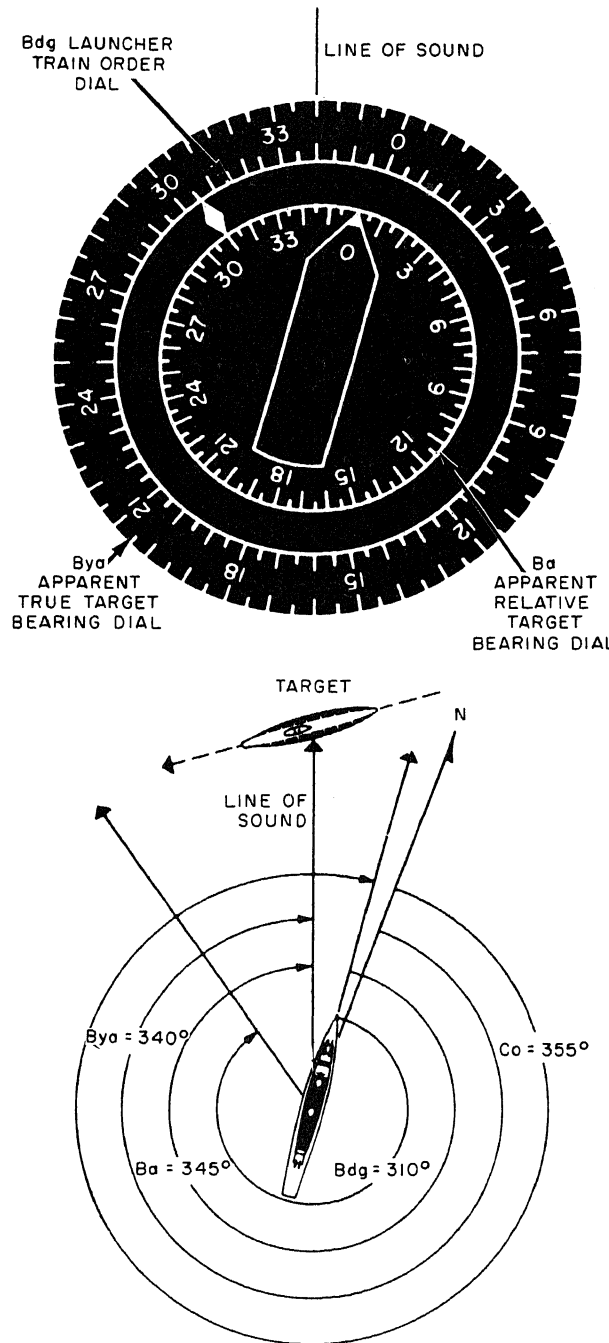 Bdg LAUNCHER
TRAIN ORDER
DIAL
LINE OF SOUND
33
0
3
6
9
12
15
18
21
24
27
30
33
0
3
6
9
12
15
18
21
24
27
30
Bya
APPARENT
TRUE TARGET
BEARING DIAL
Ba
APPARENT
RELATIVE
TARGET
BEARING DIAL
TARGET
N
LINE OF
SOUND
Bya = 340°
Co = 355°
Ba = 345°
Bdg = 310°